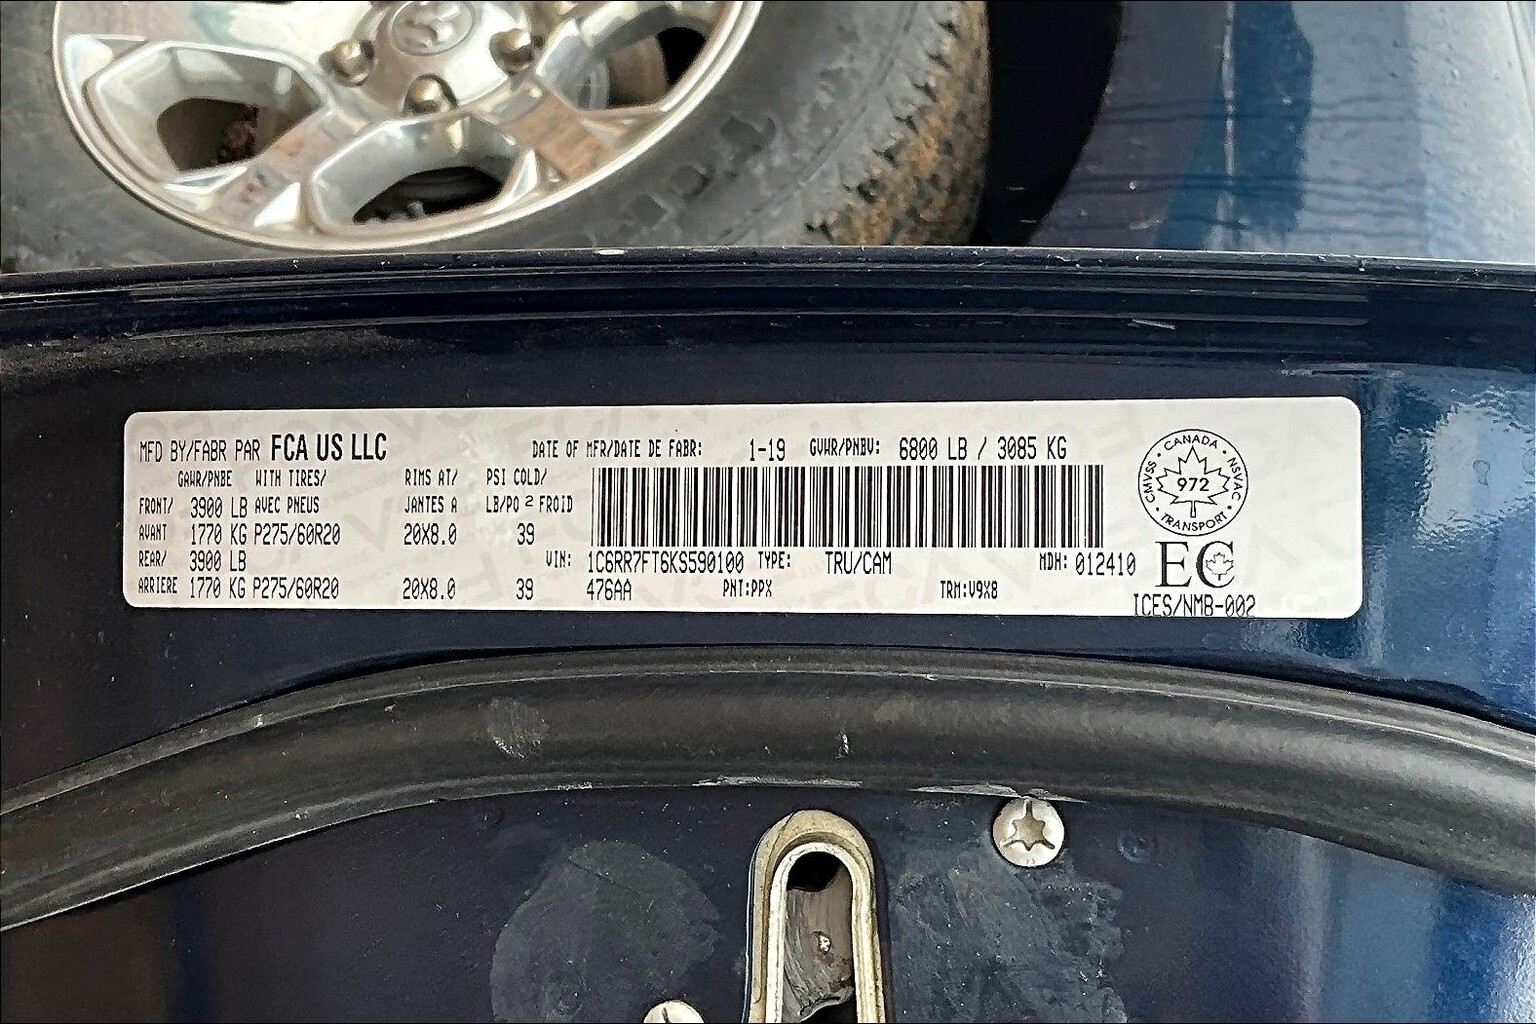 MFD BY/FABR PAR FCA US LLC DATE OF MFR/DATE DE FABR: 1-19 GVWR/PNBV: 6800 LB / 3085 KG
GAWR/PNBE WITH TIRES/ RIMS AT/ PSI COLD/
FRONT/ 3900 LB AVEC PNEUS JANTES A LB/PO 2 FROID
AVANT 1770 KG P275/60R20 20X8.0 39
REAR/ 3900 LB VIN: 1C6RR7FT6KS590100 TYPE: TRU/CAM MDH: 012410
ARRIERE 1770 KG P275/60R20 20X8.0 39 476AA PNT:PPX TRM:V9X8
CANADA
CMVSS 972 NSVAC
TRANSPORT
EC
ICES/NMB-002